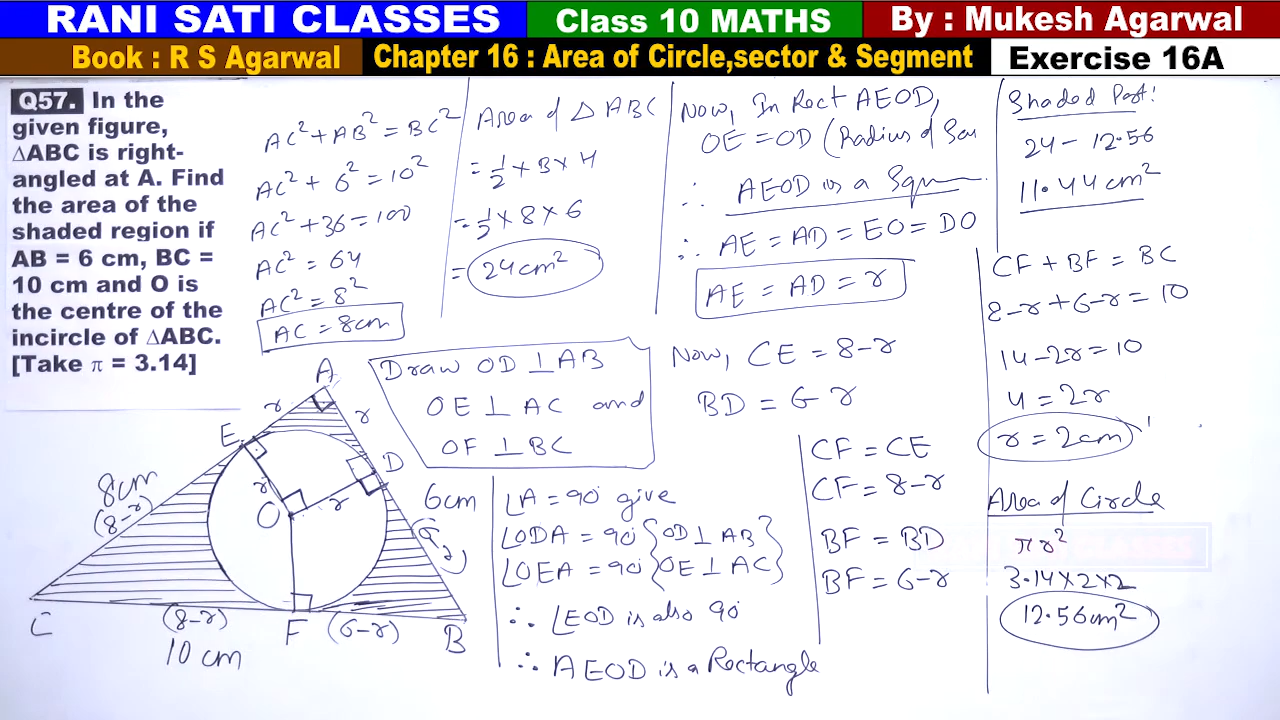 RANI SATI CLASSES
Class 10 MATHS
By : Mukesh Agarwal
Book : R S Agarwal
Chapter 16 : Area of Circle,sector & Segment
Exercise 16A
Q57. In the
given figure,
∆ABC is right-
angled at A. Find
the area of the
shaded region if
AB = 6 cm, BC =
10 cm and O is
the centre of the
incircle of ∆ABC.
[Take π = 3.14]
AC² + AB² = BC²
AC² + 6² = 10²
AC² + 36 = 100
AC² = 64
AC² = 8²
AC = 8cm
Area of ∆ ABC
= 1/2 × B × H
= 1/2 × 8 × 6
= 24cm²
Now, In Rect AEOD,
OE = OD (Radius of
∴ AEOD is a
∴ AE = AD = EO = DO
AE = AD = r
Shaded Part:
24 - 12.56
11.44 cm²
CF + BF = BC
8-r + 6-r = 10
14 - 2r = 10
4 = 2r
r = 2cm
Draw OD ⊥ AB
OE ⊥ AC and
OF ⊥ BC
Now, CE = 8-r
BD = 6 r
A
r
r
E
D
r
r
O
8cm
(8-r)
6cm
C
(8-r)
F
(6-r)
B
10 cm
∠A = 90 give
∠ODA = 90 {OD ⊥ AB}
∠OEA = 90 {OE ⊥ AC}
∴ ∠EOD is also 90
∴ AEOD is a Rectangle
CF = CE
CF = 8-r
BF = BD
BF = 6-r
Area of Circle
πr²
3.14×2×2
12.56cm²